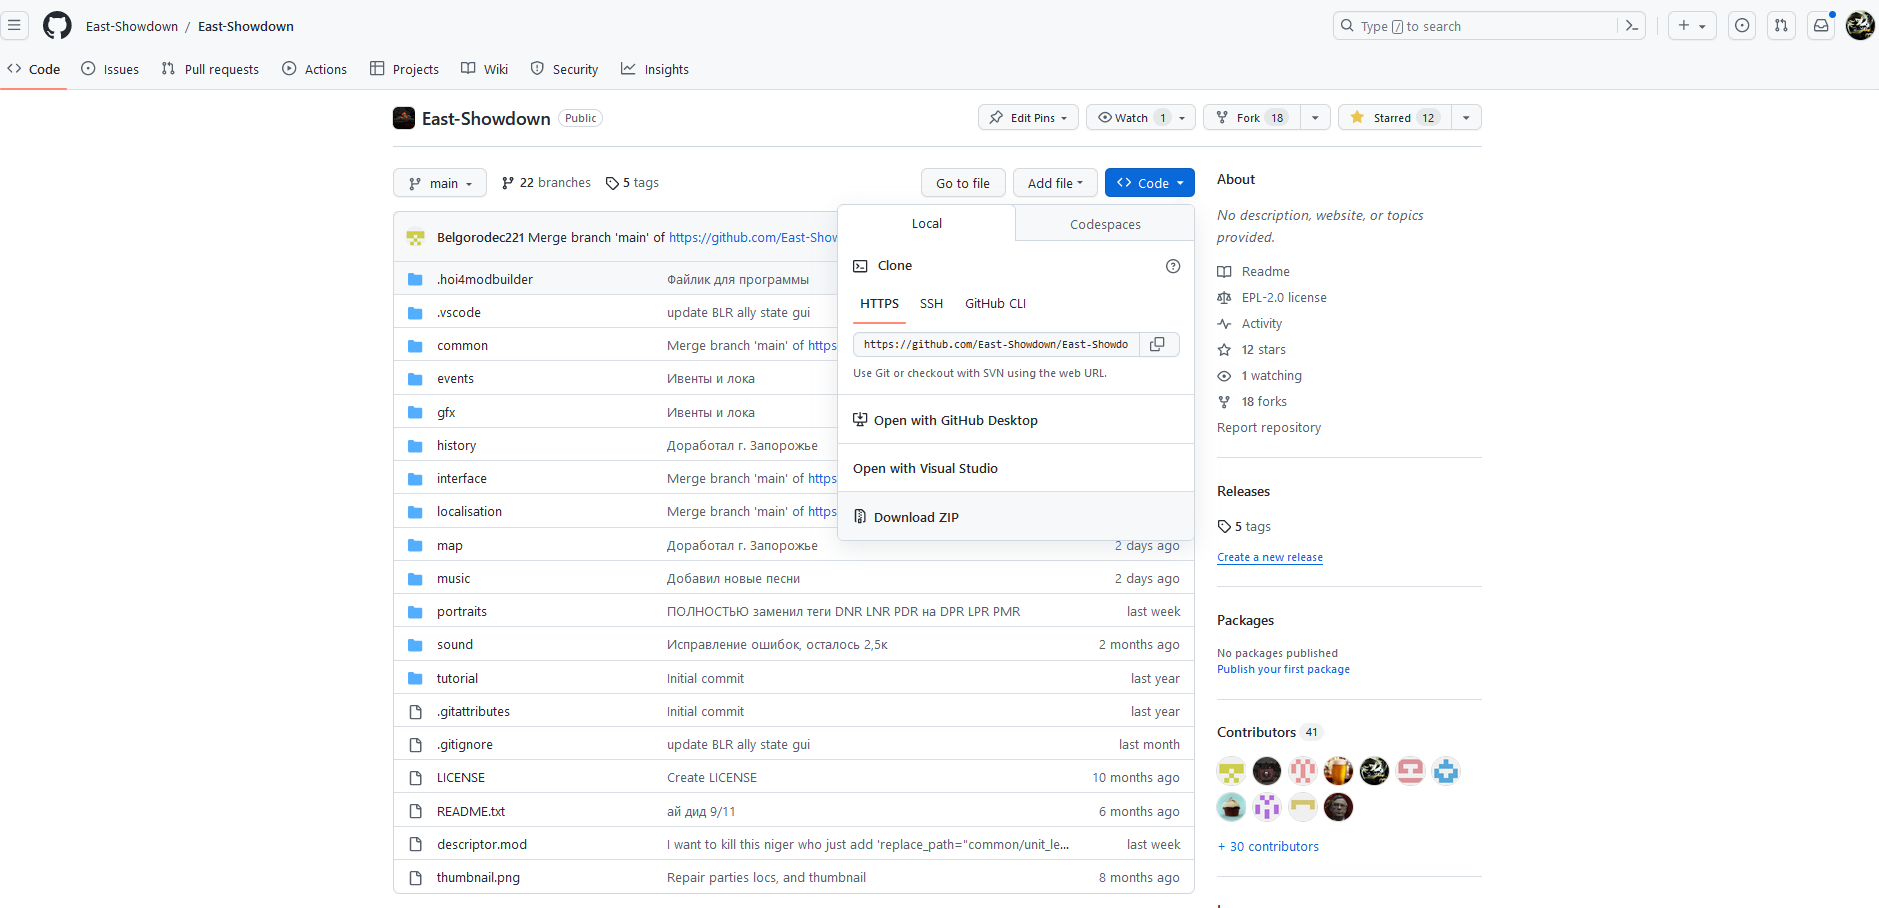 East-Showdown / East-Showdown
Type / to search
Code Issues Pull requests Actions Projects Wiki Security Insights
East-Showdown Public
Edit Pins Watch 1 Fork 18 Starred 12
main 22 branches 5 tags
Go to file Add file Code
Local Codespaces
Clone
HTTPS SSH GitHub CLI
https://github.com/East-Showdown/East-Showdo
Use Git or checkout with SVN using the web URL.
Open with GitHub Desktop
Open with Visual Studio
Download ZIP
Belgorodec221 Merge branch 'main' of https://github.com/East-Show
.hoi4modbuilder Файлик для программы
.vscode update BLR ally state gui
common Merge branch 'main' of https
events Ивенты и лока
gfx Ивенты и лока
history Доработал г. Запорожье
interface Merge branch 'main' of https
localisation Merge branch 'main' of https
map Доработал г. Запорожье 2 days ago
music Добавил новые песни 2 days ago
portraits ПОЛНОСТЬЮ заменил теги DNR LNR PDR на DPR LPR PMR last week
sound Исправление ошибок, осталось 2,5к 2 months ago
tutorial Initial commit last year
.gitattributes Initial commit last year
.gitignore update BLR ally state gui last month
LICENSE Create LICENSE 10 months ago
README.txt ай дид 9/11 6 months ago
descriptor.mod I want to kill this niger who just add 'replace_path="common/unit_le... last week
thumbnail.png Repair parties locs, and thumbnail 8 months ago
About
No description, website, or topics
provided.
Readme
EPL-2.0 license
Activity
12 stars
1 watching
18 forks
Report repository
Releases
5 tags
Create a new release
Packages
No packages published
Publish your first package
Contributors 41
+ 30 contributors